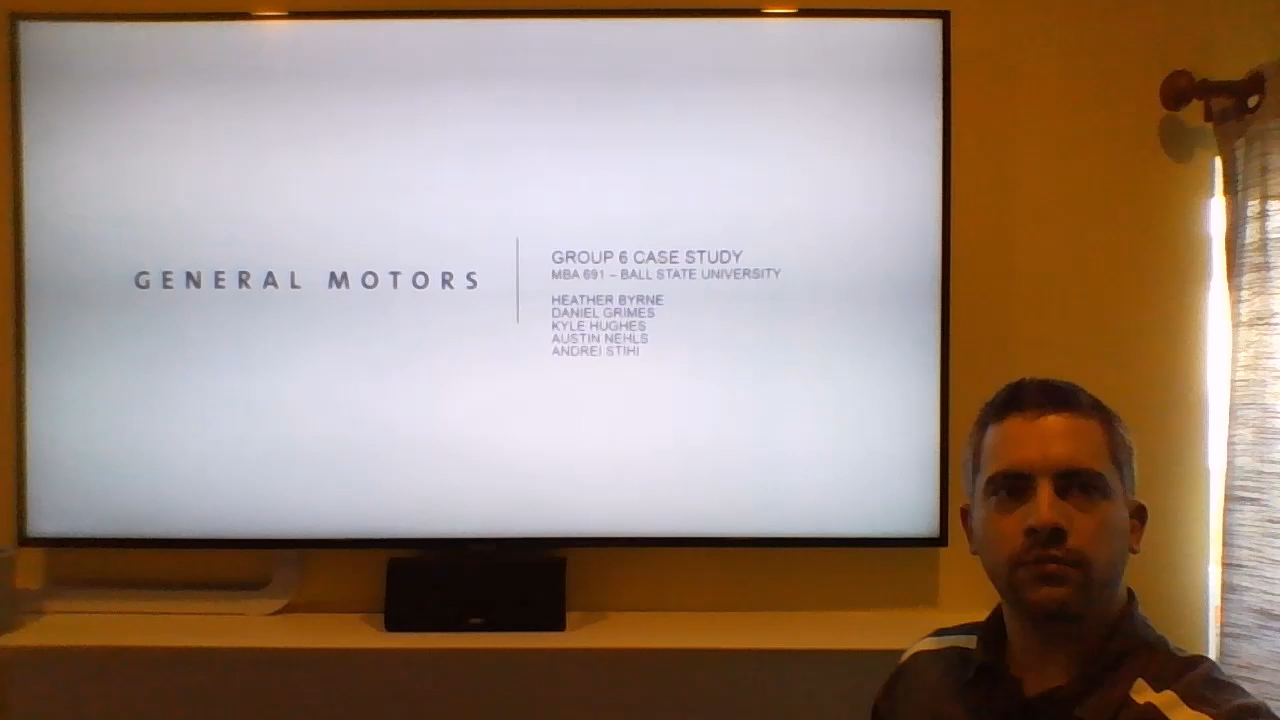 GENERAL MOTORS
GROUP 6 CASE STUDY
MBA 691 – BALL STATE UNIVERSITY
HEATHER BYRNE
DANIEL GRIMES
KYLE HUGHES
AUSTIN NEHLS
ANDREI STIHI